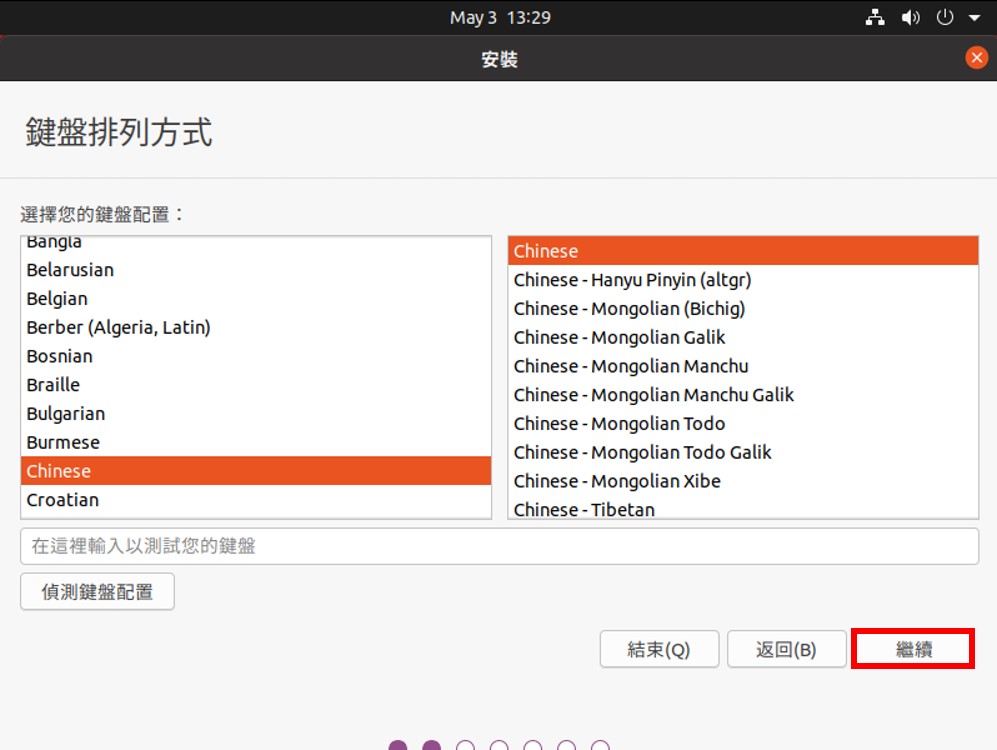 May 3 13:29
安裝
鍵盤排列方式
選擇您的鍵盤配置：
Bangla
Belarusian
Belgian
Berber (Algeria, Latin)
Bosnian
Braille
Bulgarian
Burmese
Chinese
Croatian
Chinese
Chinese - Hanyu Pinyin (altgr)
Chinese - Mongolian (Bichig)
Chinese - Mongolian Galik
Chinese - Mongolian Manchu
Chinese - Mongolian Manchu Galik
Chinese - Mongolian Todo
Chinese - Mongolian Todo Galik
Chinese - Mongolian Xibe
Chinese - Tibetan
在這裡輸入以測試您的鍵盤
偵測鍵盤配置
結束(Q) 返回(B) 繼續